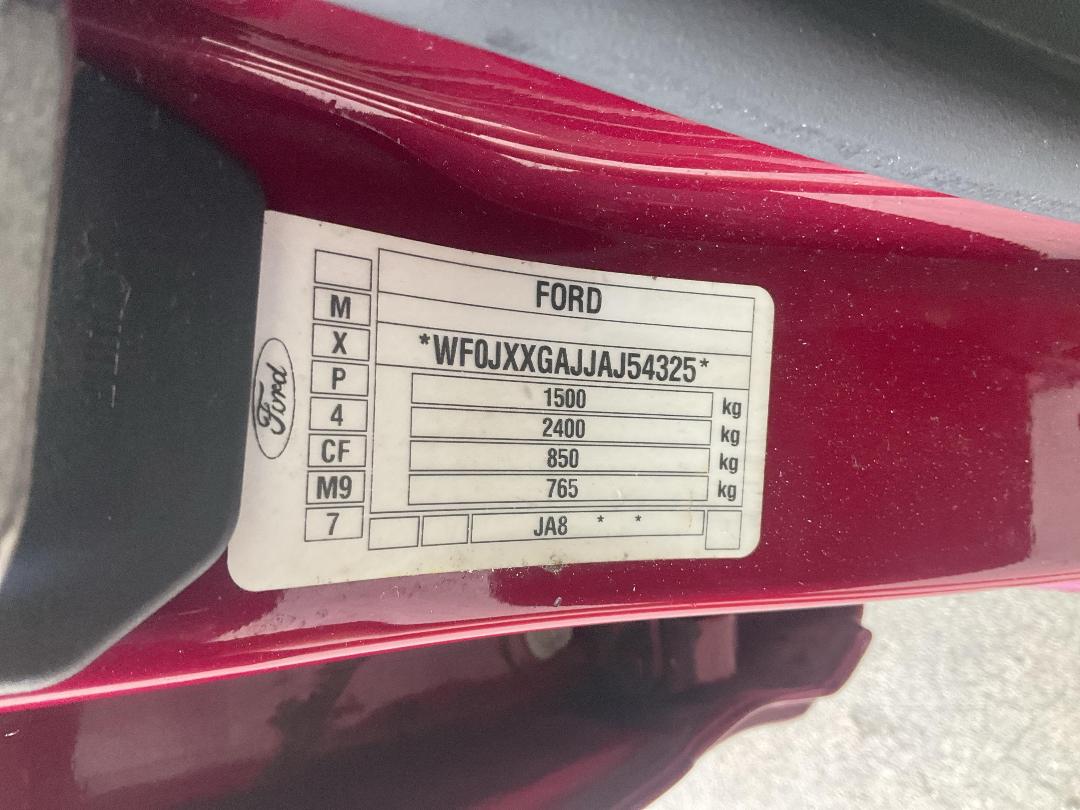 Ford
M
X
P
4
CF
M9
7
FORD
*WF0JXXGAJJAJ54325*
1500 kg
2400 kg
850 kg
765 kg
JA8 * *